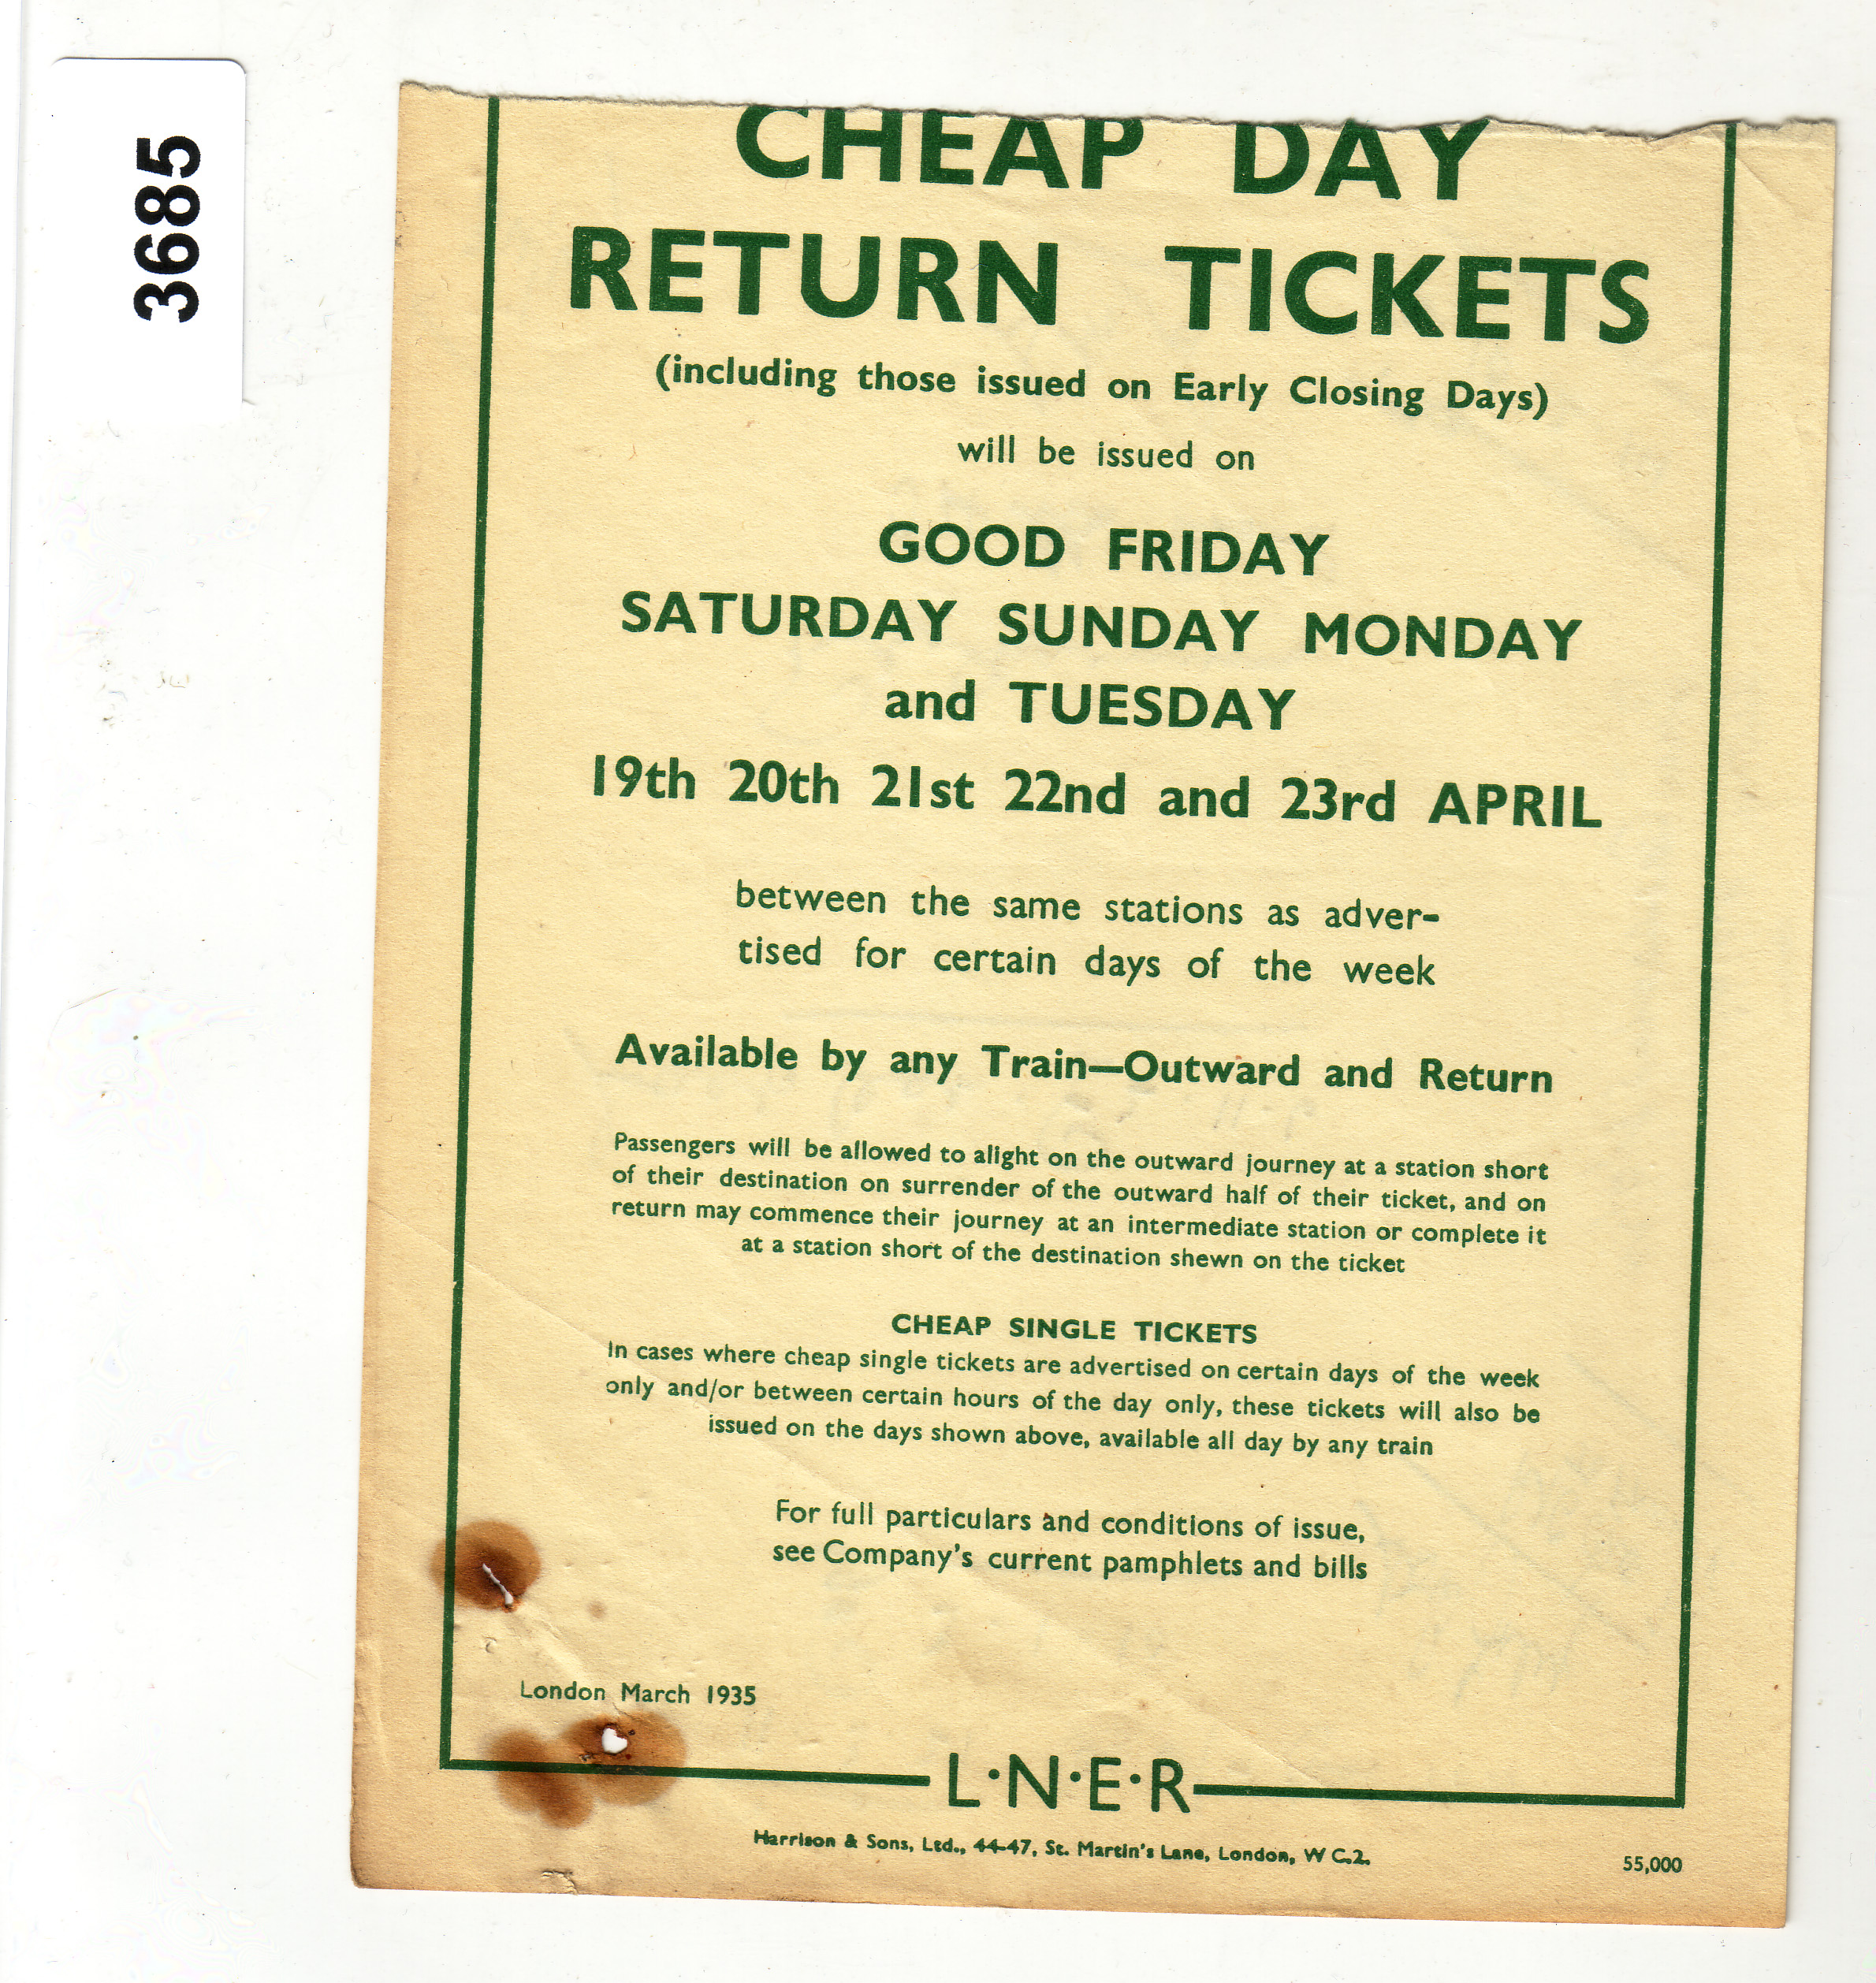 3685
CHEAP DAY
RETURN TICKETS
(including those issued on Early Closing Days)
will be issued on
GOOD FRIDAY
SATURDAY SUNDAY MONDAY
and TUESDAY
19th 20th 21st 22nd and 23rd APRIL
between the same stations as adver-
tised for certain days of the week
Available by any Train—Outward and Return
Passengers will be allowed to alight on the outward journey at a station short
of their destination on surrender of the outward half of their ticket, and on
return may commence their journey at an intermediate station or complete it
at a station short of the destination shewn on the ticket
CHEAP SINGLE TICKETS
In cases where cheap single tickets are advertised on certain days of the week
only and/or between certain hours of the day only, these tickets will also be
issued on the days shown above, available all day by any train
For full particulars and conditions of issue,
see Company's current pamphlets and bills
London March 1935
L·N·E·R
Harrison & Sons, Ltd., 44-47, St. Martin's Lane, London, W C.2.
55,000